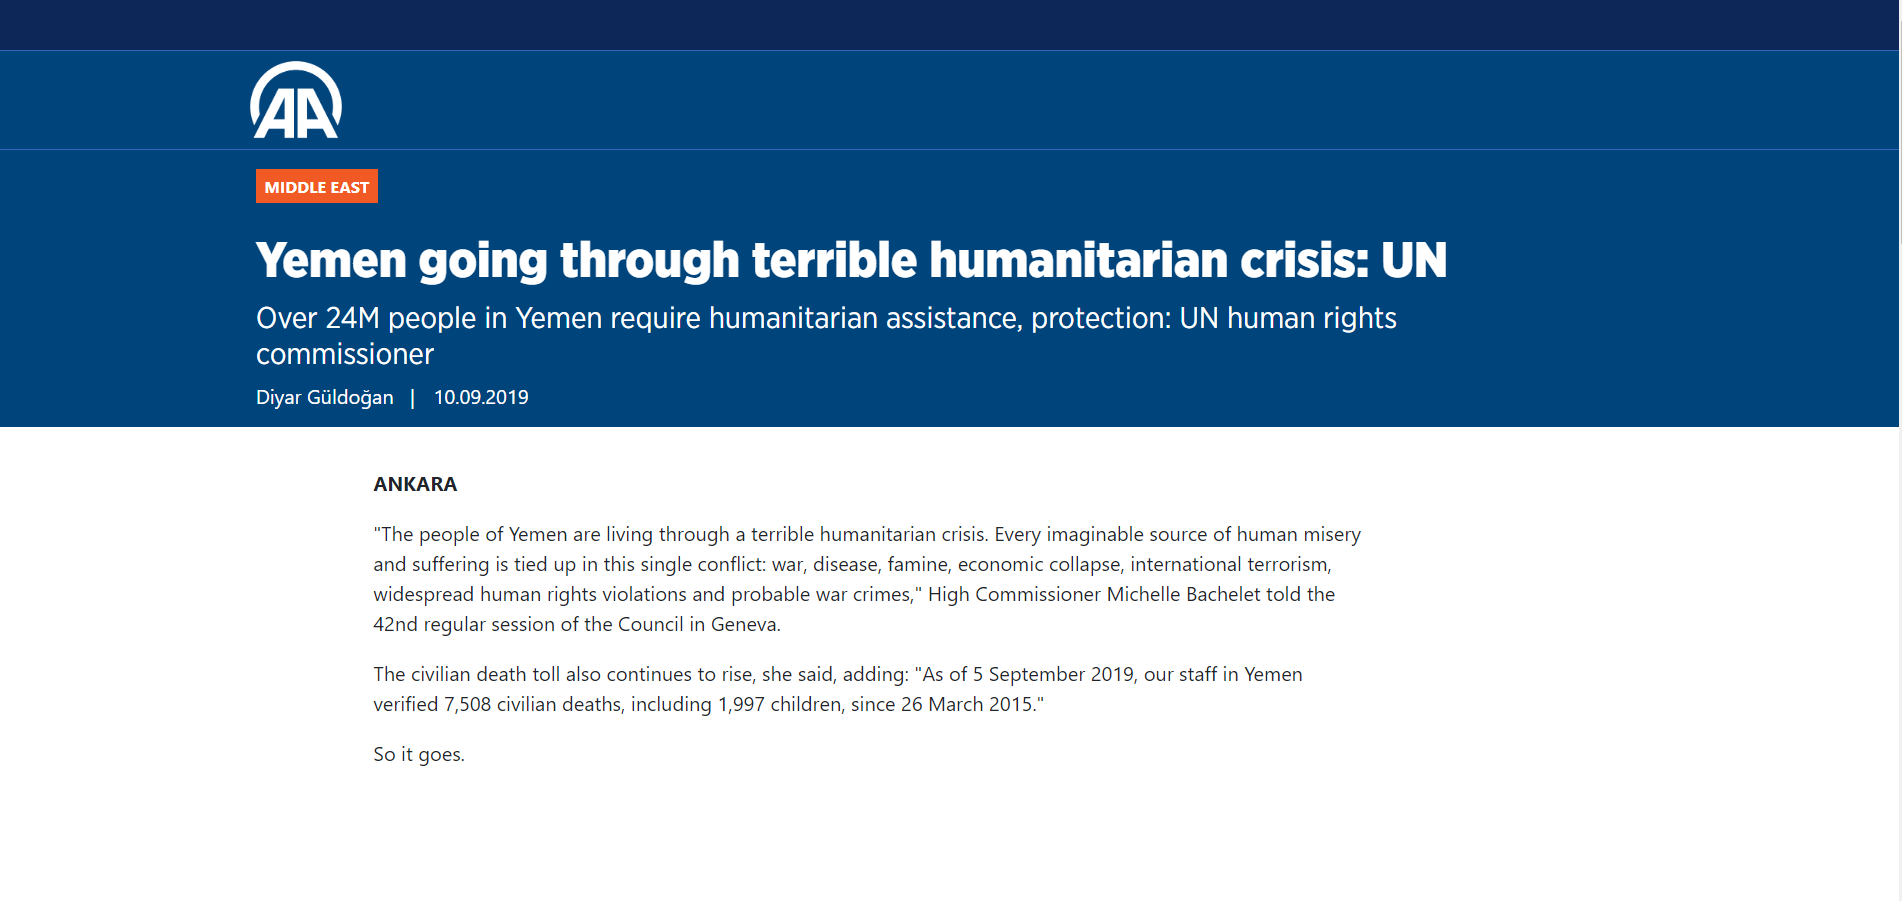 AA
MIDDLE EAST
Yemen going through terrible humanitarian crisis: UN
Over 24M people in Yemen require humanitarian assistance, protection: UN human rights
commissioner
Diyar Güldoğan | 10.09.2019
ANKARA
"The people of Yemen are living through a terrible humanitarian crisis. Every imaginable source of human misery
and suffering is tied up in this single conflict: war, disease, famine, economic collapse, international terrorism,
widespread human rights violations and probable war crimes," High Commissioner Michelle Bachelet told the
42nd regular session of the Council in Geneva.
The civilian death toll also continues to rise, she said, adding: "As of 5 September 2019, our staff in Yemen
verified 7,508 civilian deaths, including 1,997 children, since 26 March 2015."
So it goes.